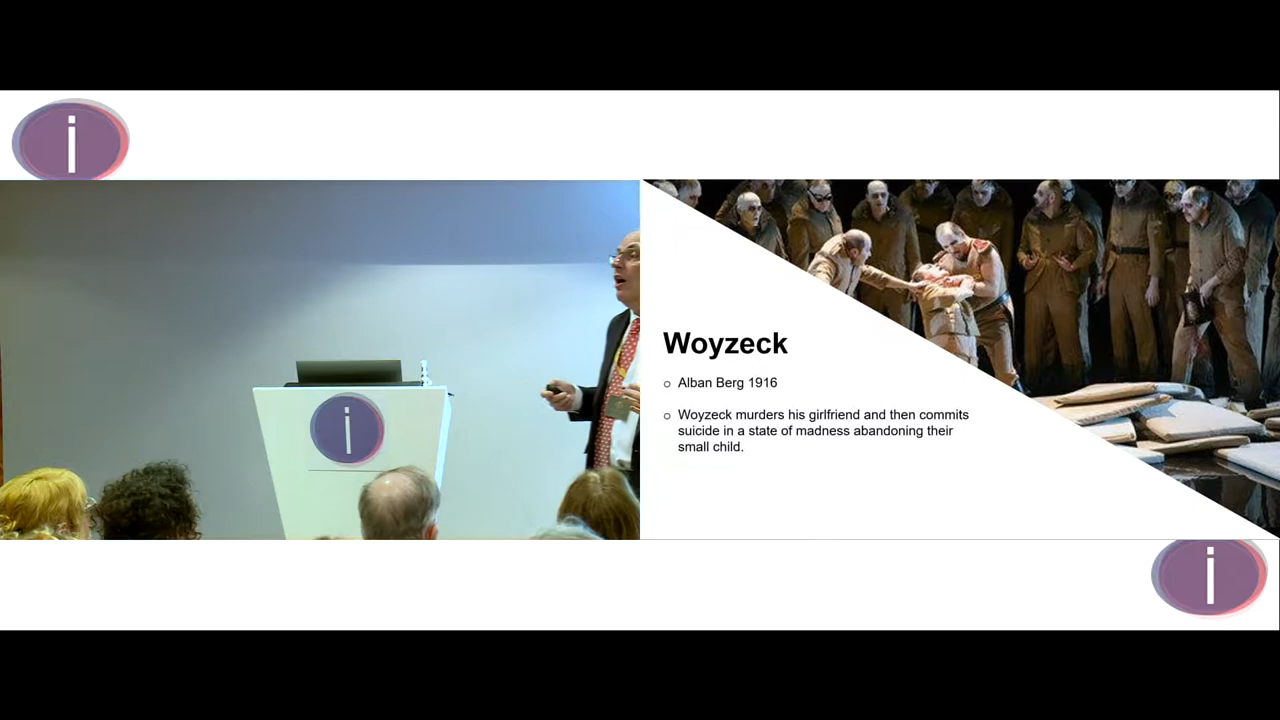 i
i
Woyzeck
Alban Berg 1916
Woyzeck murders his girlfriend and then commits
suicide in a state of madness abandoning their
small child.
i